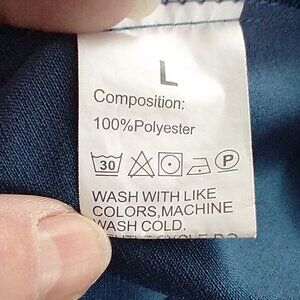 L
Composition:
100%Polyester
30 P
WASH WITH LIKE
COLORS,MACHINE
WASH COLD.